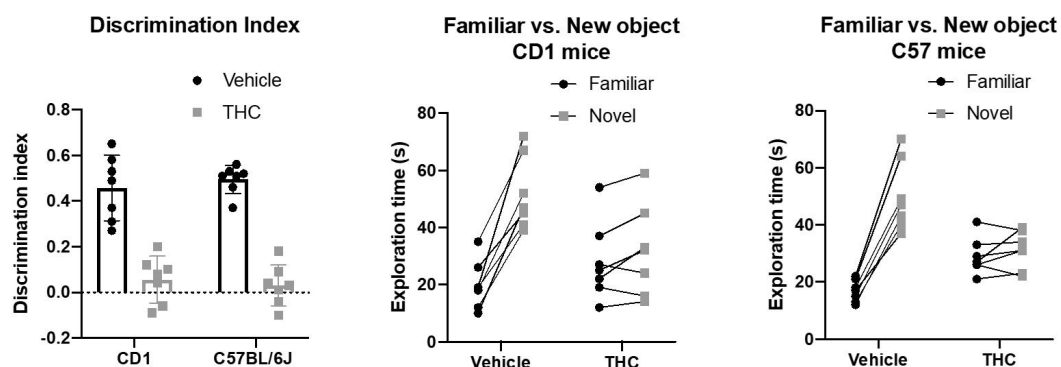 Discrimination Index
Vehicle
THC
Discrimination index
0.8
0.6
0.4
0.2
0.0
-0.2
CD1
C57BL/6J
Familiar vs. New object
CD1 mice
Familiar
Novel
Exploration time (s)
80
60
40
20
0
Vehicle
THC
Familiar vs. New object
C57 mice
Familiar
Novel
Exploration time (s)
80
60
40
20
0
Vehicle
THC